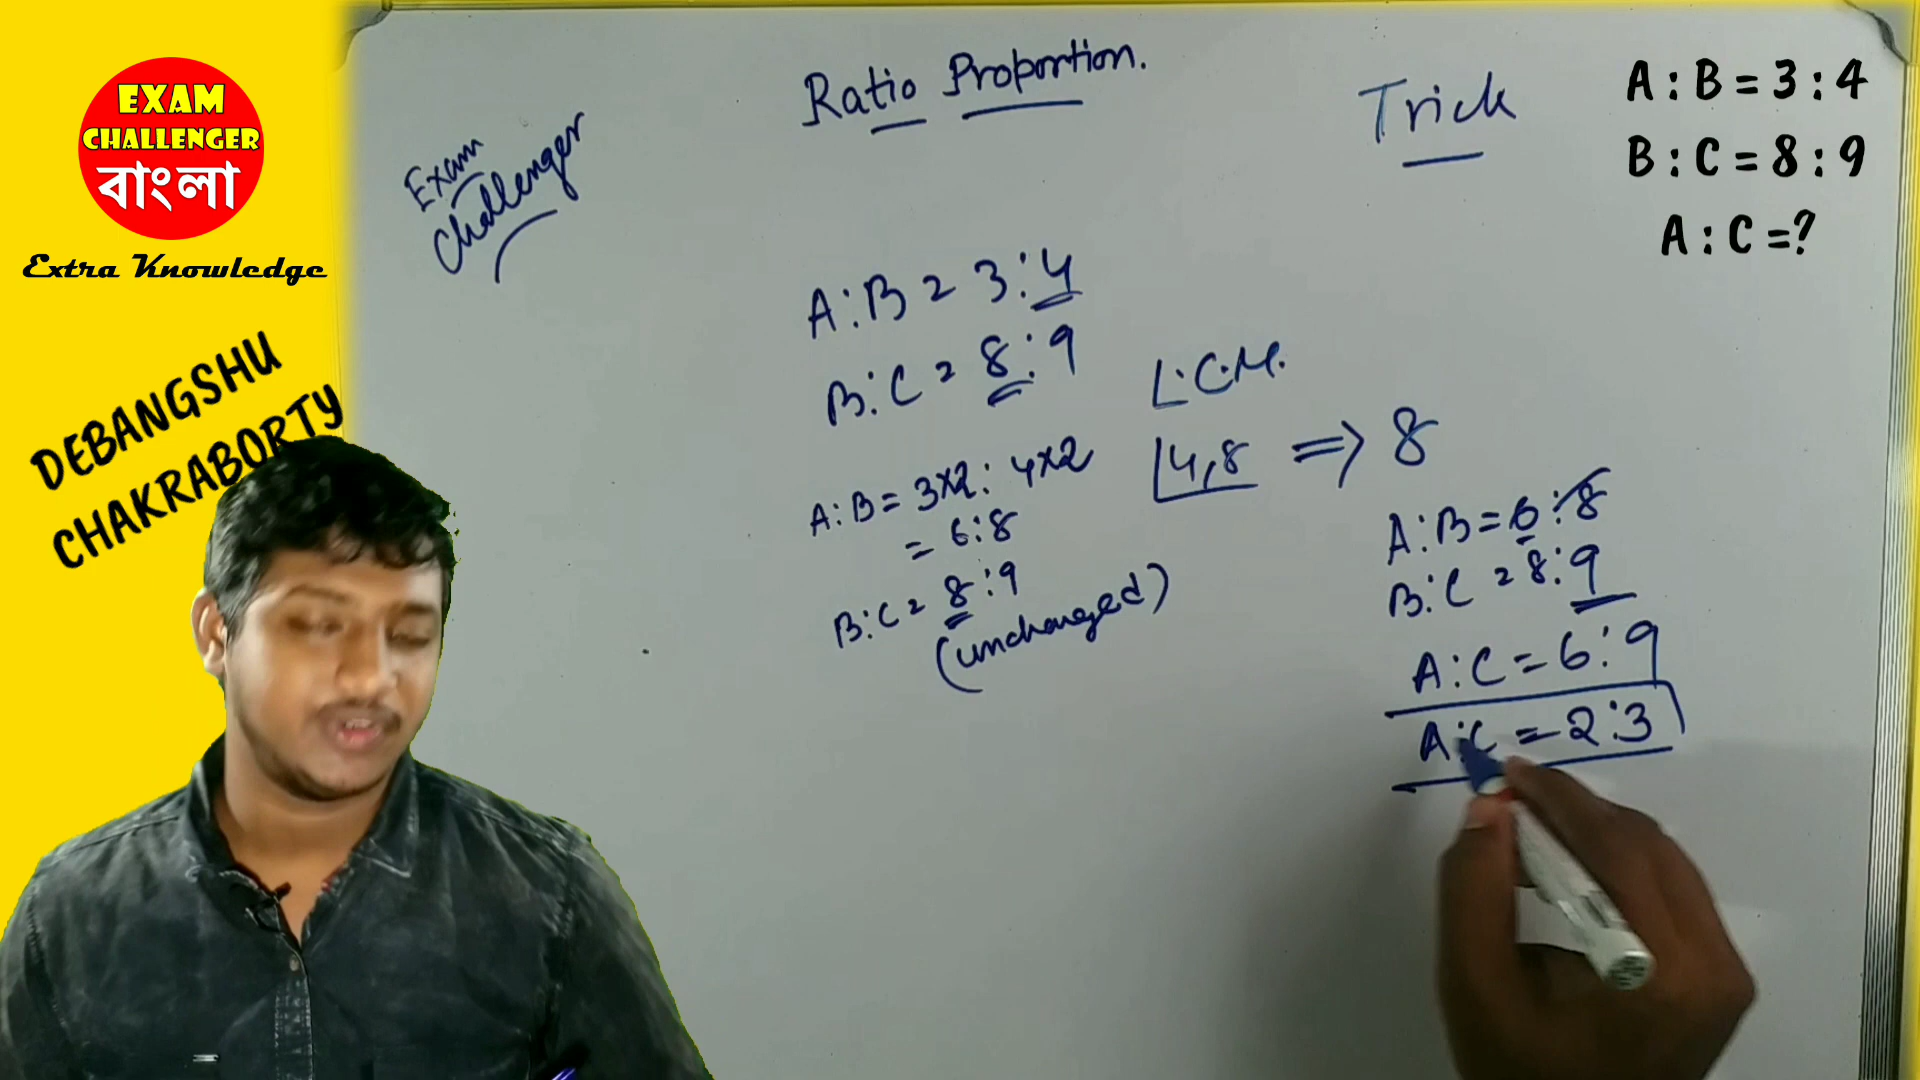 EXAM
CHALLENGER
বাংলা
Extra Knowledge
DEBANGSHU
CHAKRABORTY
Exam
Challenger
Ratio Proportion.
Trick
A : B = 3 : 4
B : C = 8 : 9
A : C = ?
A : B = 3 : 4
B : C = 8 : 9
L.C.M.
4,8 ⇒ 8
A : B = 3×2 : 4×2
= 6 : 8
B : C = 8 : 9
(unchanged)
A : B = 6 : 8
B : C = 8 : 9
A : C = 6 : 9
A : C = 2 : 3